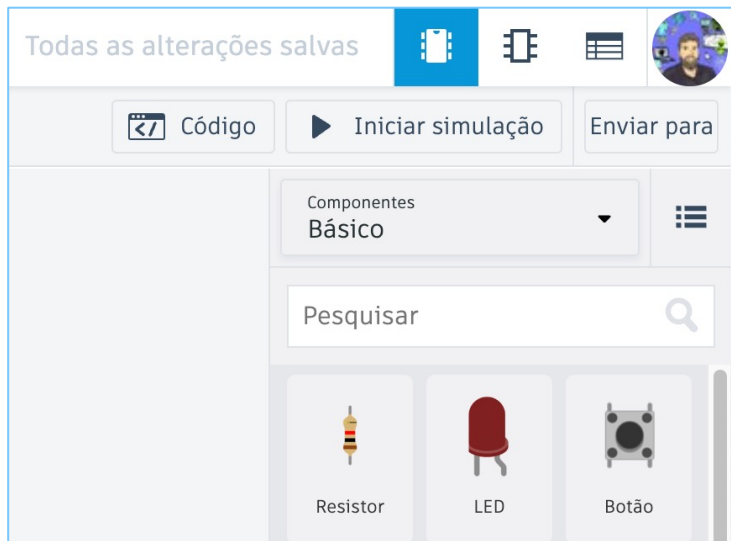 Todas as alterações salvas
Código
Iniciar simulação
Enviar para
Componentes
Básico
Pesquisar
Resistor
LED
Botão